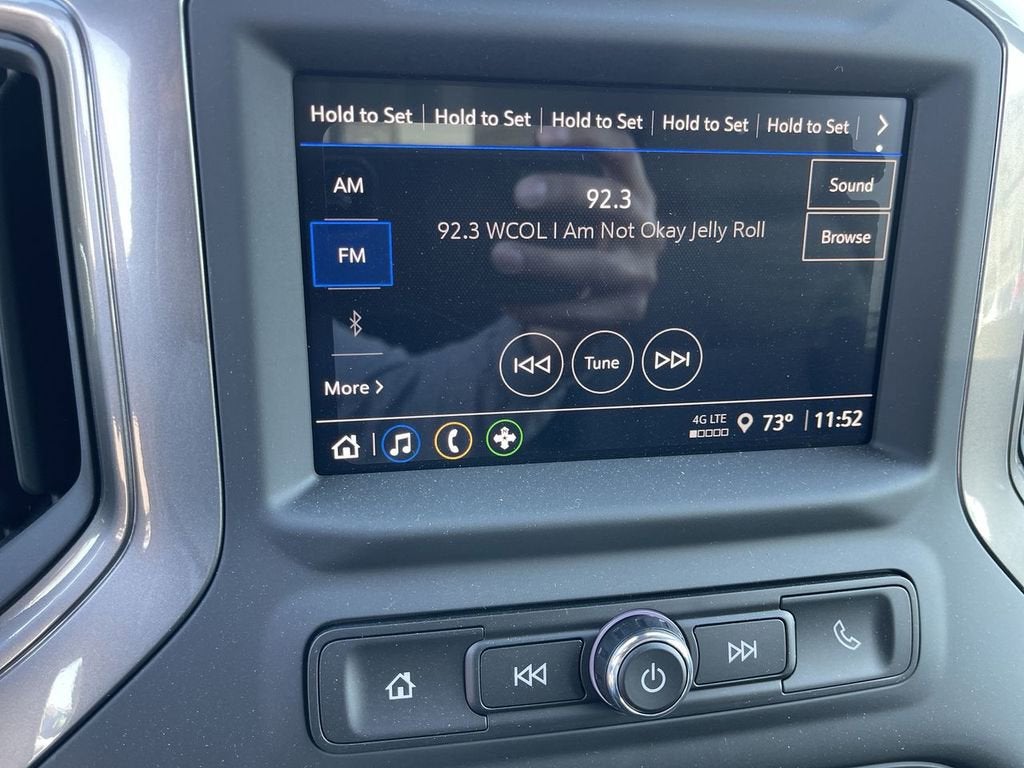 Hold to Set Hold to Set Hold to Set Hold to Set Hold to Set
AM
Sound
92.3
92.3 WCOL I Am Not Okay Jelly Roll
Browse
FM
Tune
More
4G LTE
73° 11:52